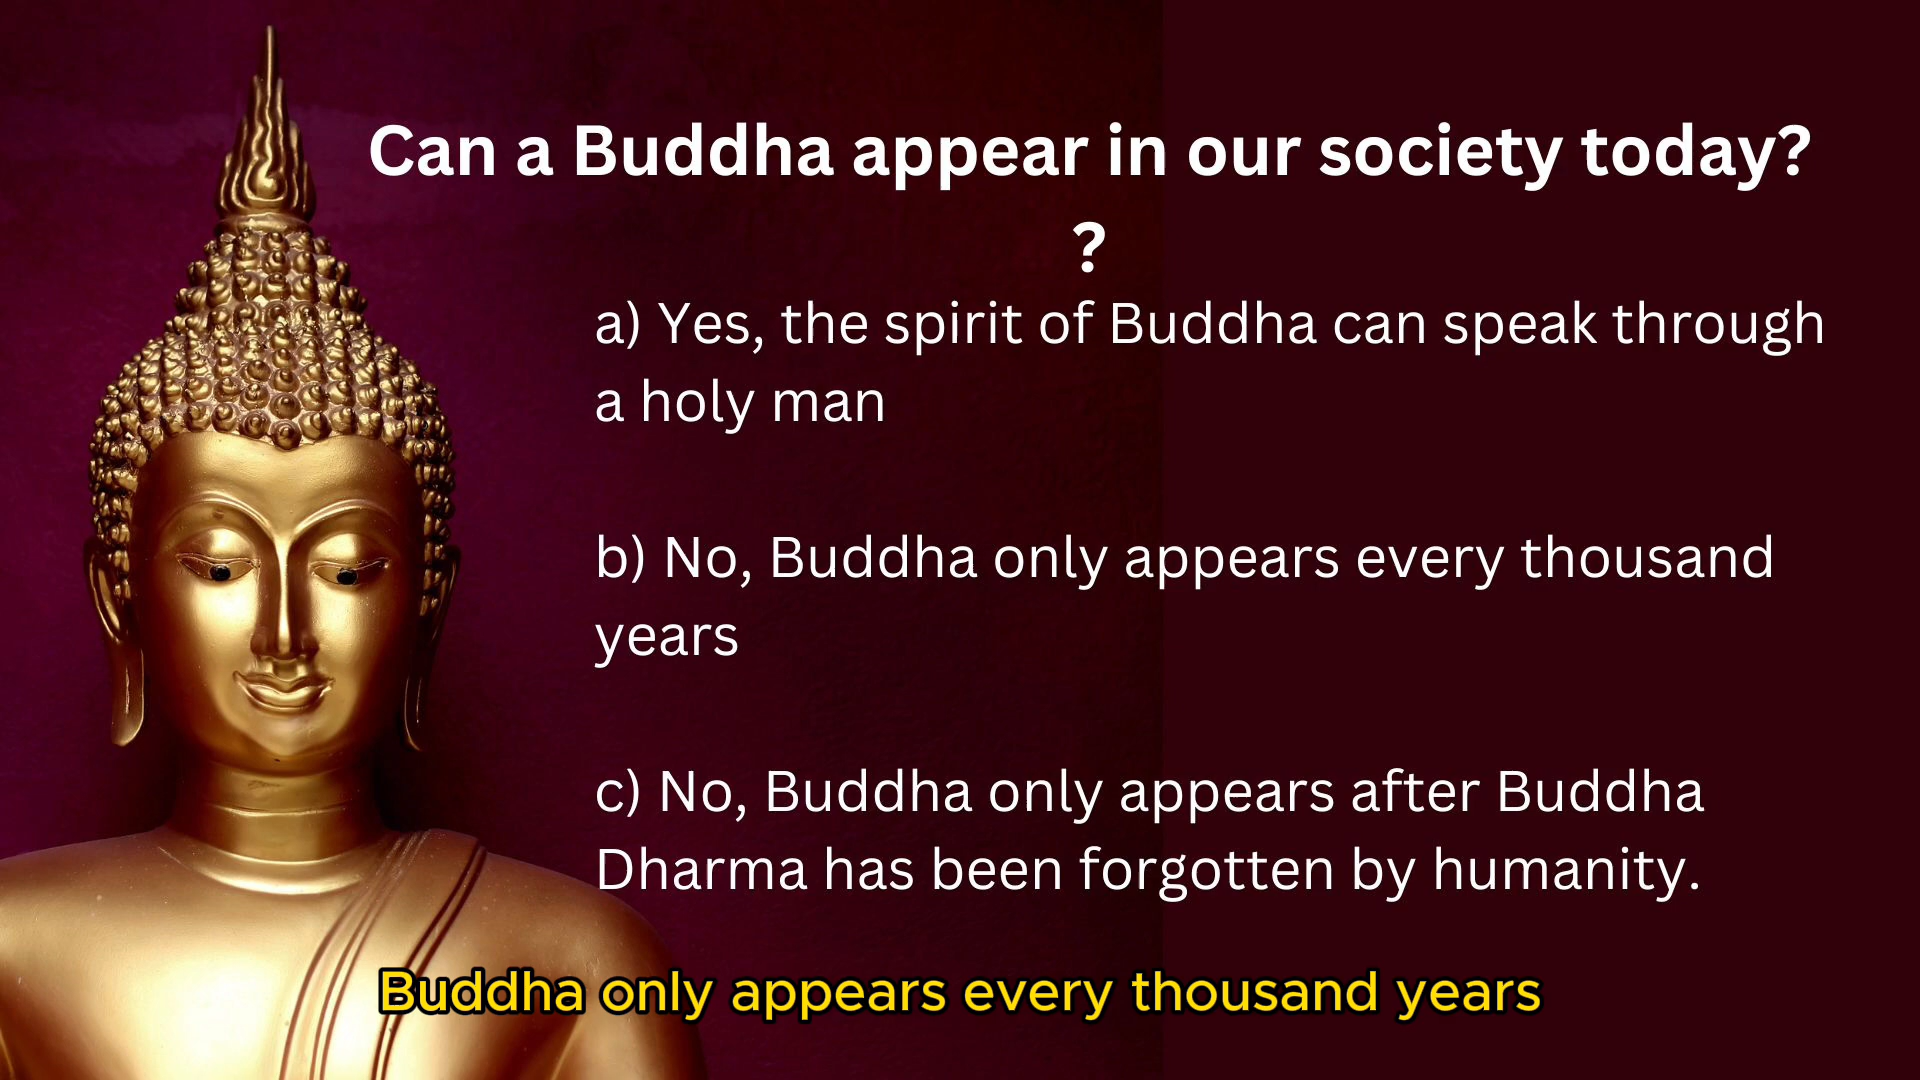 Can a Buddha appear in our society today?
?
a) Yes, the spirit of Buddha can speak through
a holy man
b) No, Buddha only appears every thousand
years
c) No, Buddha only appears after Buddha
Dharma has been forgotten by humanity.
Buddha only appears every thousand years